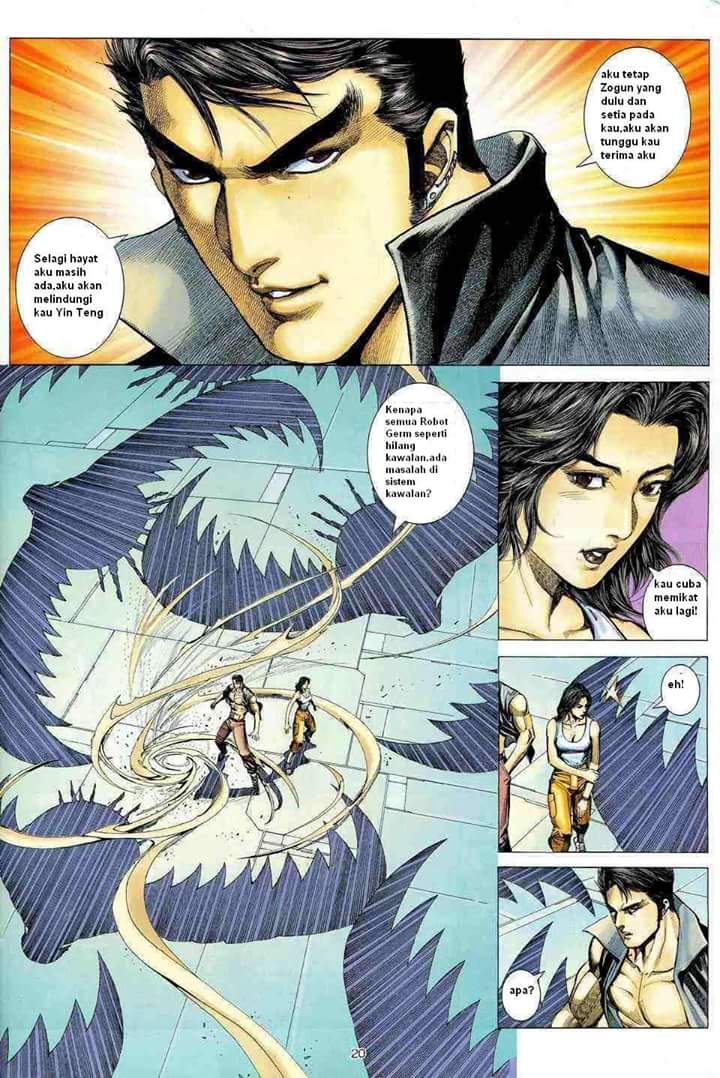 aku tetap
Zogun yang
dulu dan
setia pada
kau,aku akan
tunggu kau
terima aku
Selagi hayat
aku masih
ada,aku akan
melindungi
kau Yin Teng
Kenapa
semua Robot
Germ seperti
hilang
kawalan,ada
masalah di
sistem
kawalan?
kau cuba
memikat
aku lagi!
eh!
apa?
20